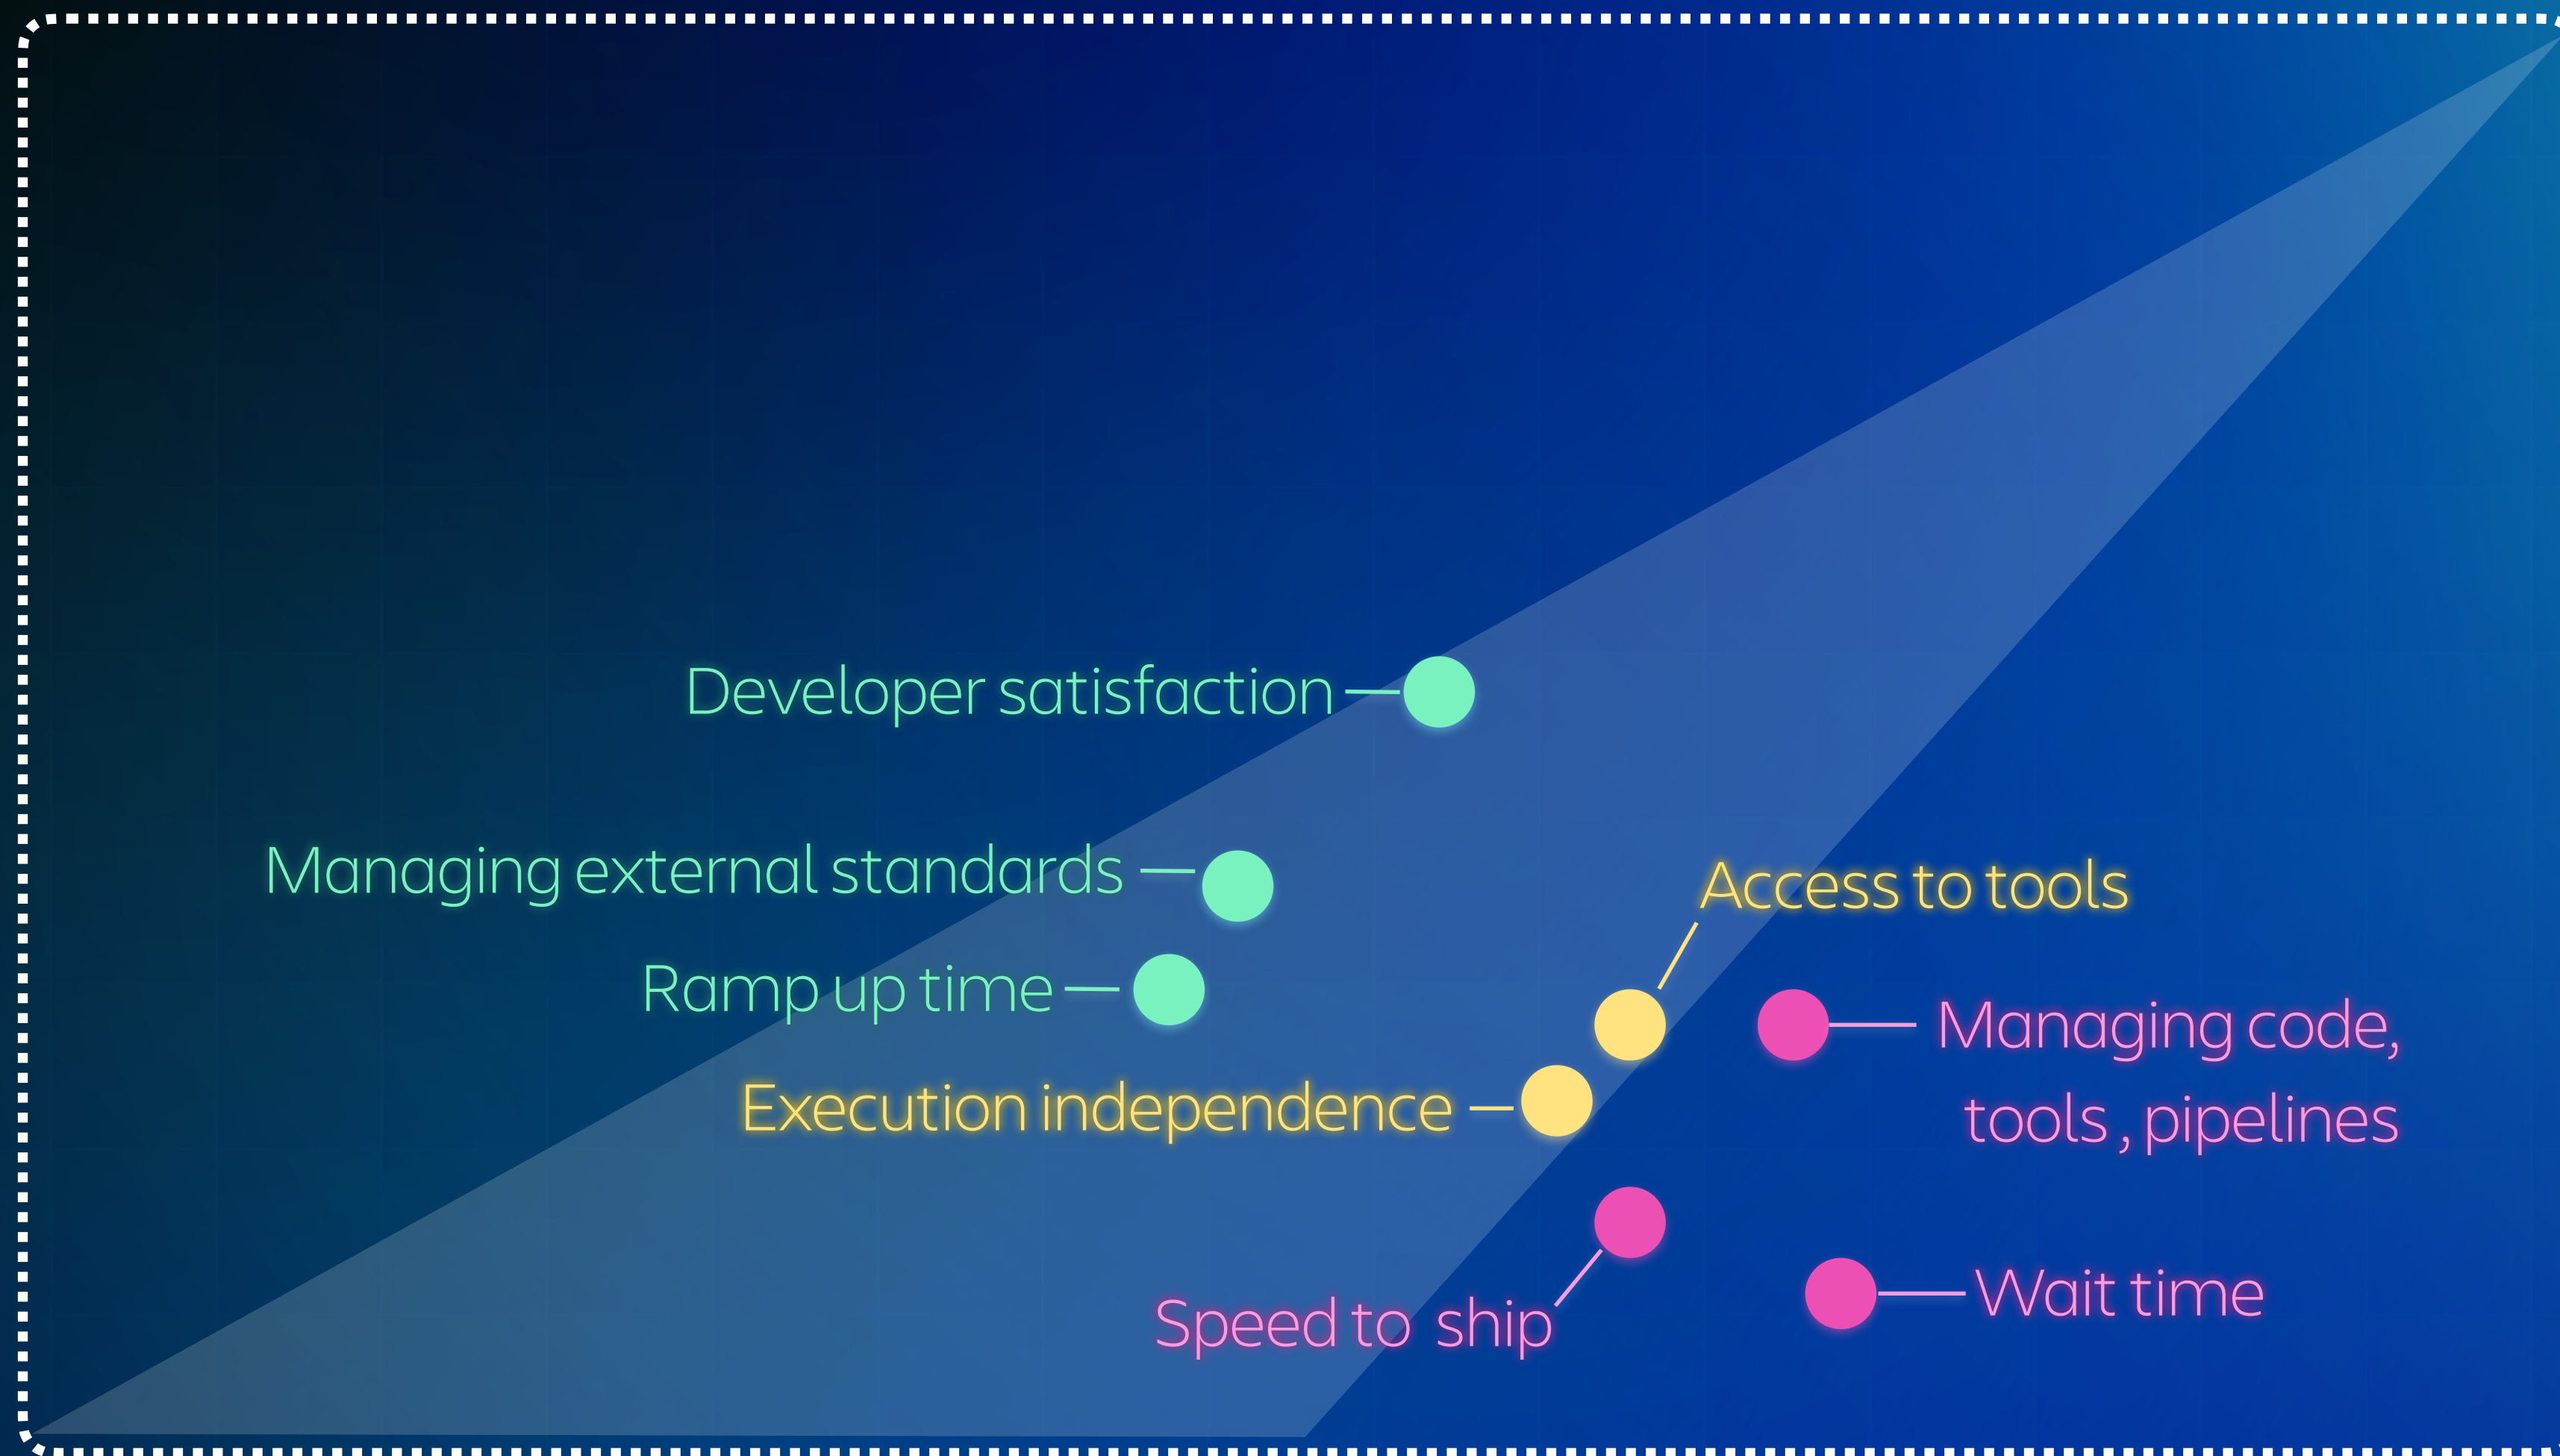 Developer satisfaction
Managing external standards
Access to tools
Ramp up time
Managing code,
tools , pipelines
Execution independence
Wait time
Speed to ship